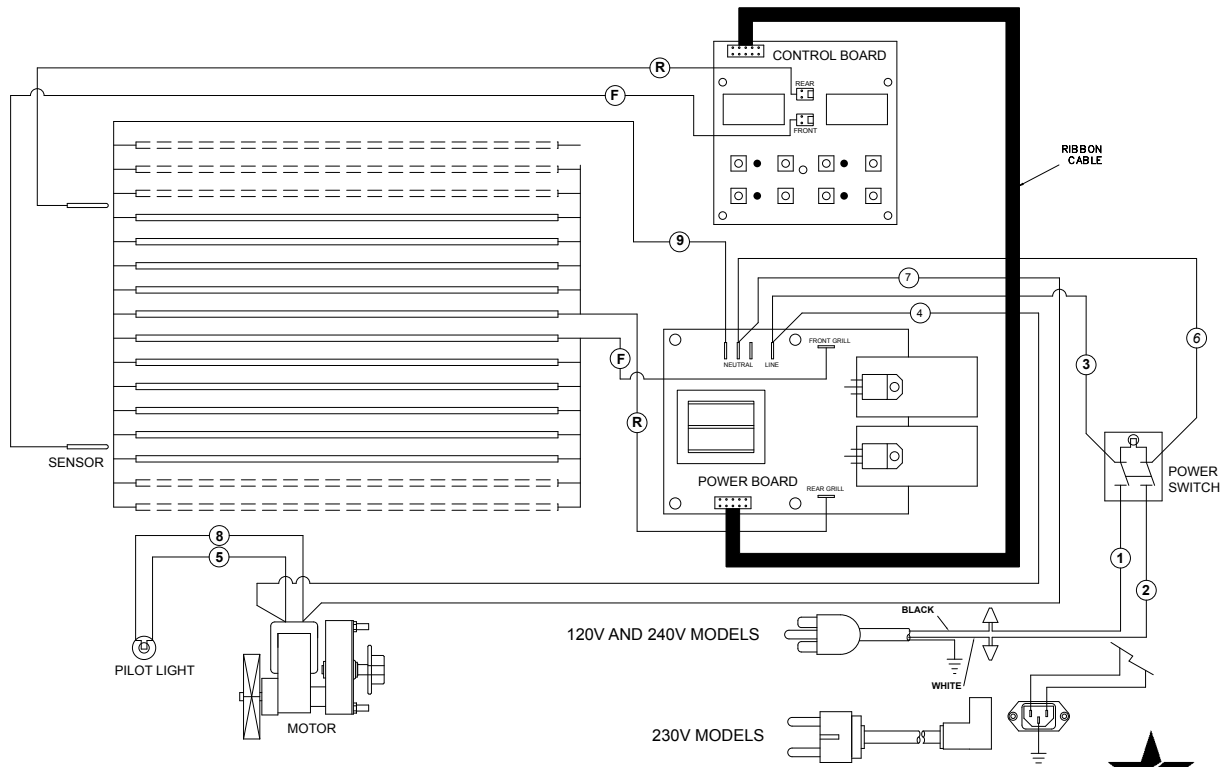 CONTROL BOARD
R
REAR
F
FRONT
RIBBON
CABLE
9
7
6
4
FRONT GRILL
NEUTRAL
LINE
F
3
R
SENSOR
POWER
SWITCH
POWER BOARD
REAR GRILL
8
5
1
2
BLACK
120V AND 240V MODELS
PILOT LIGHT
WHITE
MOTOR
230V MODELS